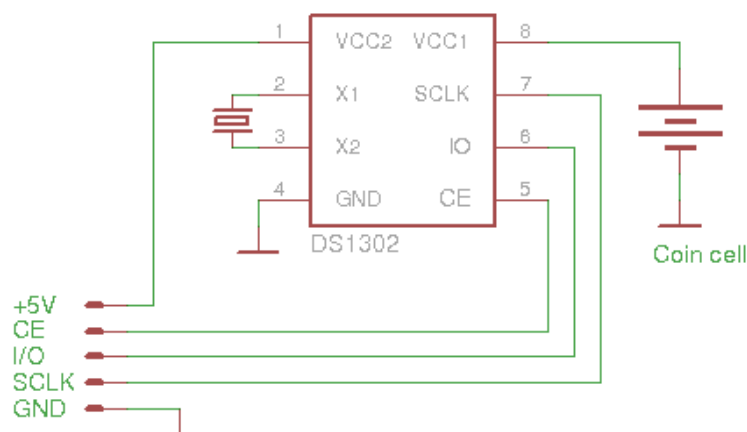 1 VCC2 VCC1 8
2 X1 SCLK 7
3 X2 IO 6
4 GND CE 5
DS1302
Coin cell
+5V
CE
I/O
SCLK
GND